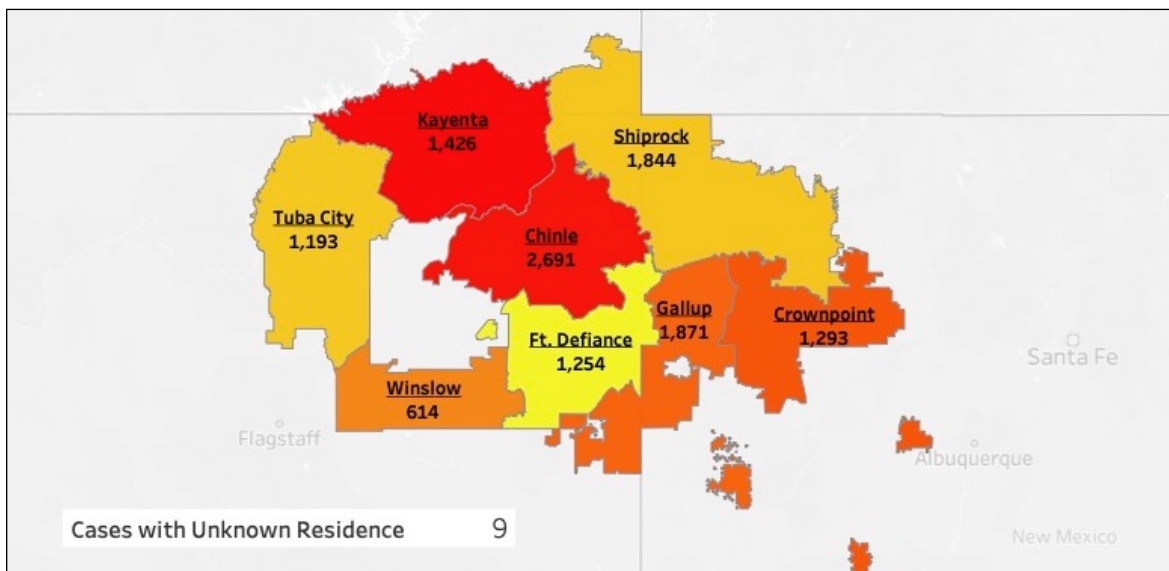 Kayenta
1,426
Shiprock
1,844
Tuba City
1,193
Chinle
2,691
Gallup
1,871
Crownpoint
1,293
Ft. Defiance
1,254
Santa Fe
Winslow
614
Flagstaff
Albuquerque
Cases with Unknown Residence 9
New Mexico